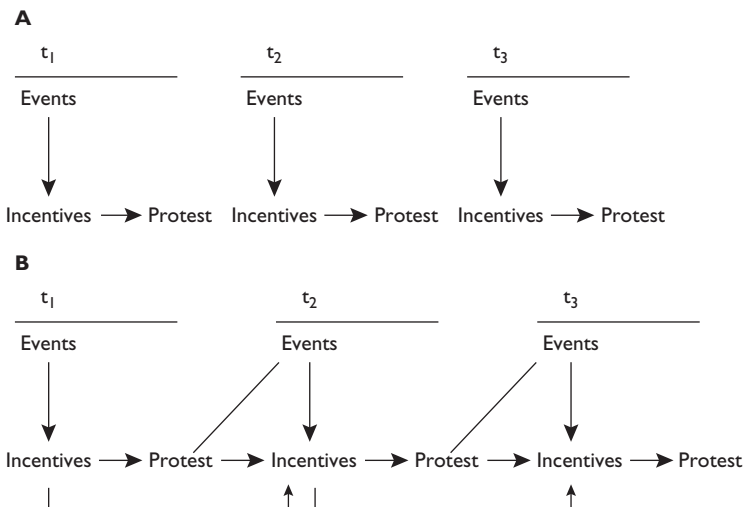 A
t1 t2 t3
Events Events Events
Incentives Protest Incentives Protest Incentives Protest
B
t1 t2 t3
Events Events Events
Incentives Protest Incentives Protest Incentives Protest